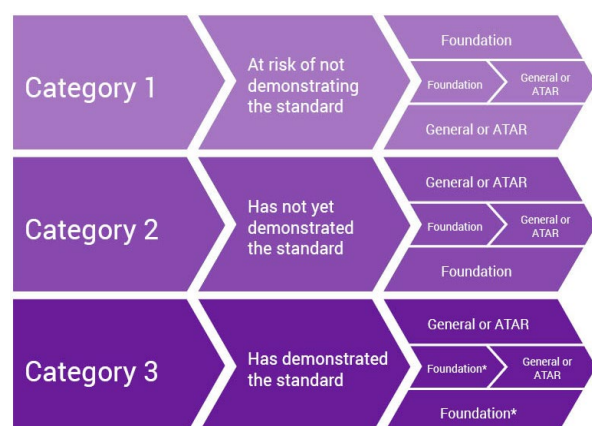 Category 1
At risk of not
demonstrating
the standard
Foundation
Foundation
General or
ATAR
General or ATAR
Category 2
Has not yet
demonstrated
the standard
General or ATAR
Foundation
General or
ATAR
Foundation
Category 3
Has demonstrated
the standard
General or ATAR
Foundation*
General or
ATAR
Foundation*